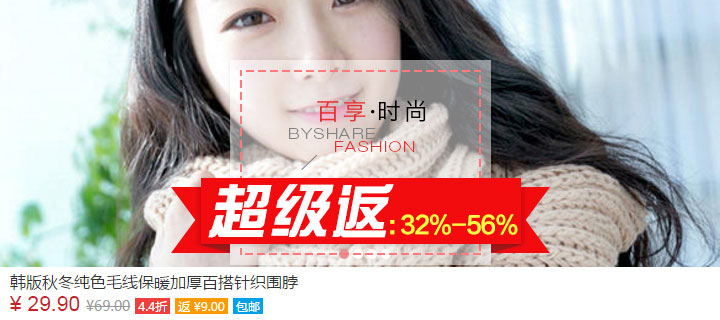 百享·时尚
BYSHARE
FASHION
超级返:32%-56%
韩版秋冬纯色毛线保暖加厚百搭针织围脖
¥ 29.90 ¥69.00 4.4折 返 ¥9.00 包邮